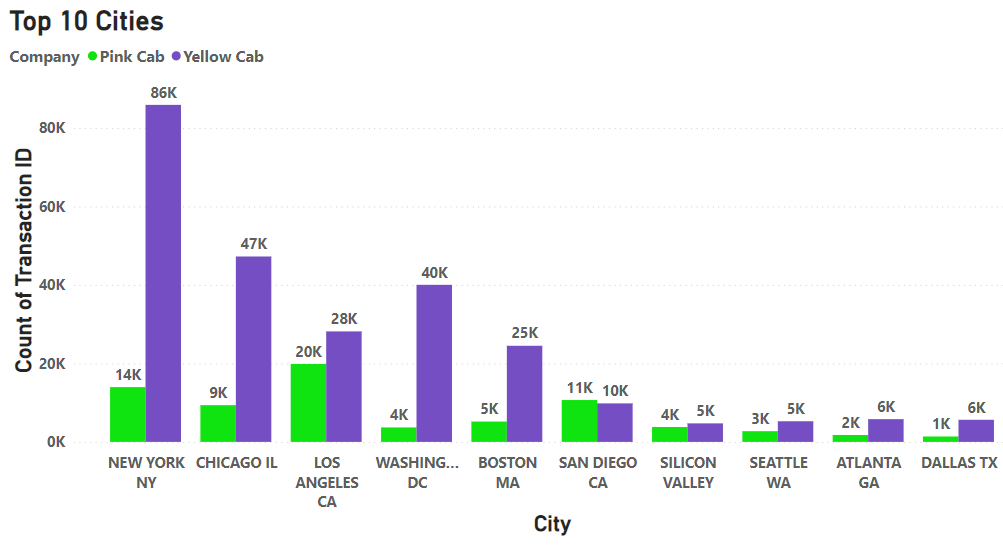 Top 10 Cities
Company Pink Cab Yellow Cab
Count of Transaction ID
80K
60K
40K
20K
0K
14K
86K
9K
47K
20K
28K
4K
40K
5K
25K
11K
10K
4K
5K
3K
5K
2K
6K
1K
6K
NEW YORK
NY
CHICAGO IL
LOS
ANGELES
CA
WASHING...
DC
BOSTON
MA
SAN DIEGO
CA
SILICON
VALLEY
SEATTLE
WA
ATLANTA
GA
DALLAS TX
City